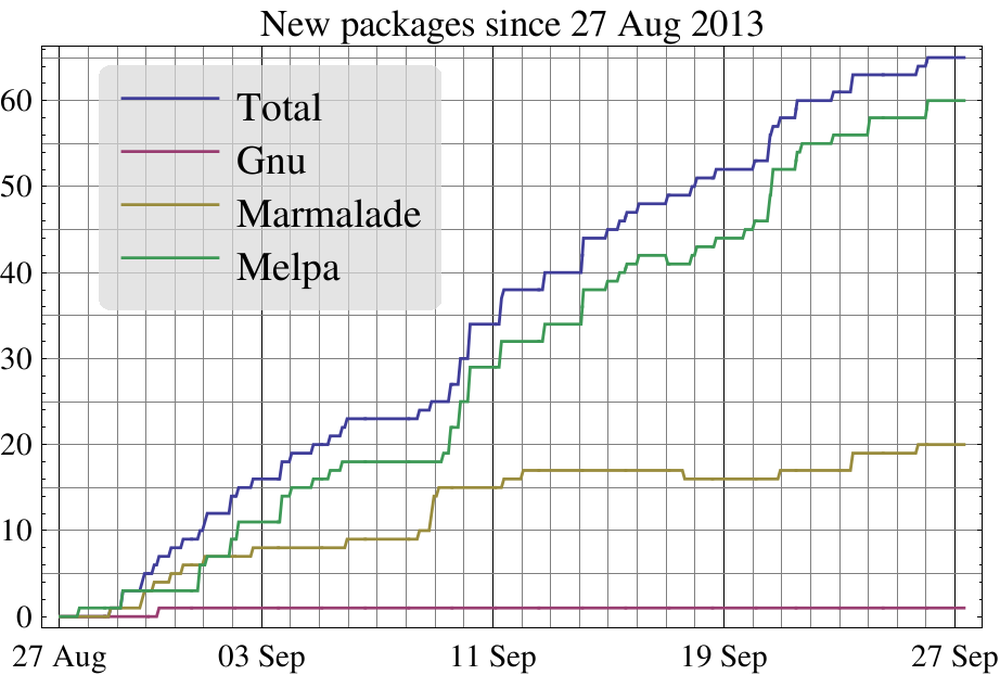 New packages since 27 Aug 2013
Total
Gnu
Marmalade
Melpa
60
50
40
30
20
10
0
27 Aug 03 Sep 11 Sep 19 Sep 27 Sep